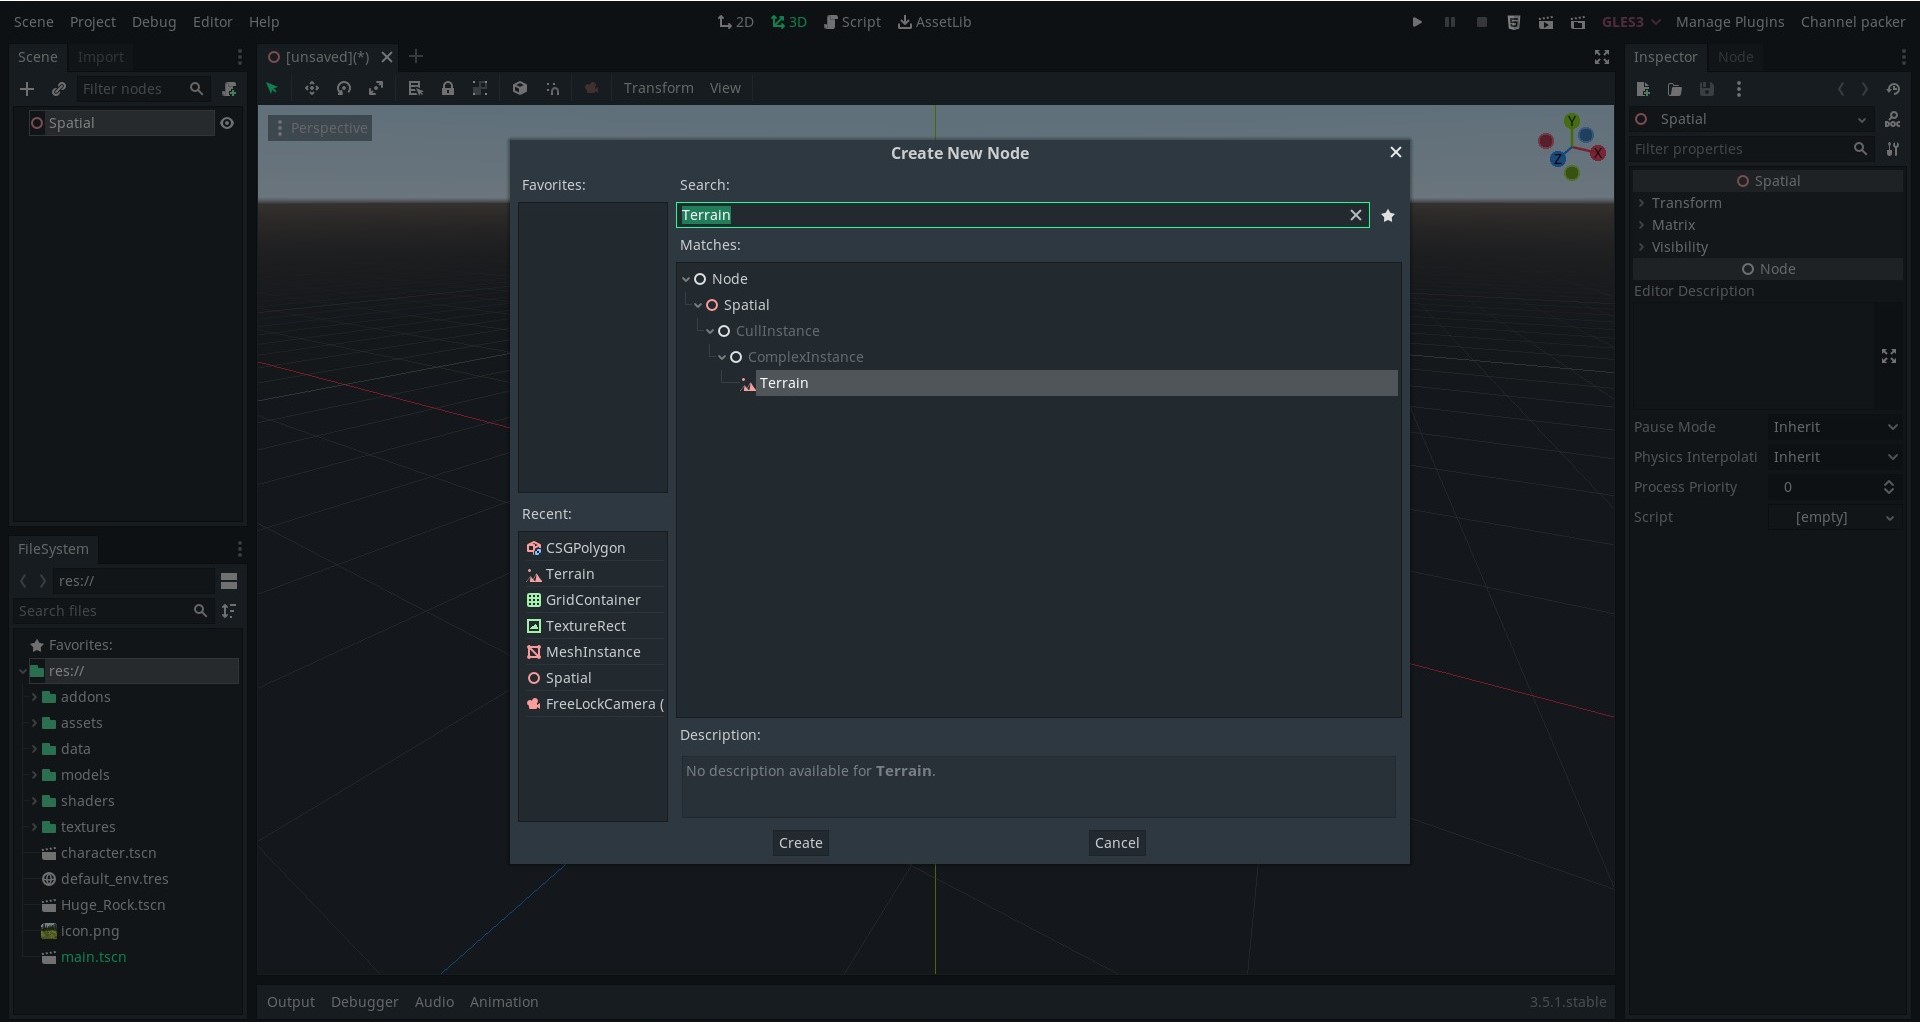 Scene Project Debug Editor Help 2D 3D Script AssetLib GLES3 Manage Plugins Channel packer
Scene Import
Filter nodes
Spatial
[unsaved](*)
Transform View
Perspective
Y
X
Z
Create New Node
Favorites:
Search:
Terrain
Matches:
Node
Spatial
CullInstance
ComplexInstance
Terrain
Recent:
CSGPolygon
Terrain
GridContainer
TextureRect
MeshInstance
Spatial
FreeLockCamera (
Description:
No description available for Terrain.
Create Cancel
Inspector Node
Spatial
DOC
Filter properties
Spatial
Transform
Matrix
Visibility
Node
Editor Description
Pause Mode Inherit
Physics Interpolati Inherit
Process Priority 0
Script [empty]
FileSystem
res://
Search files
Favorites:
res://
addons
assets
data
models
shaders
textures
character.tscn
default_env.tres
Huge_Rock.tscn
icon.png
main.tscn
Output Debugger Audio Animation 3.5.1.stable